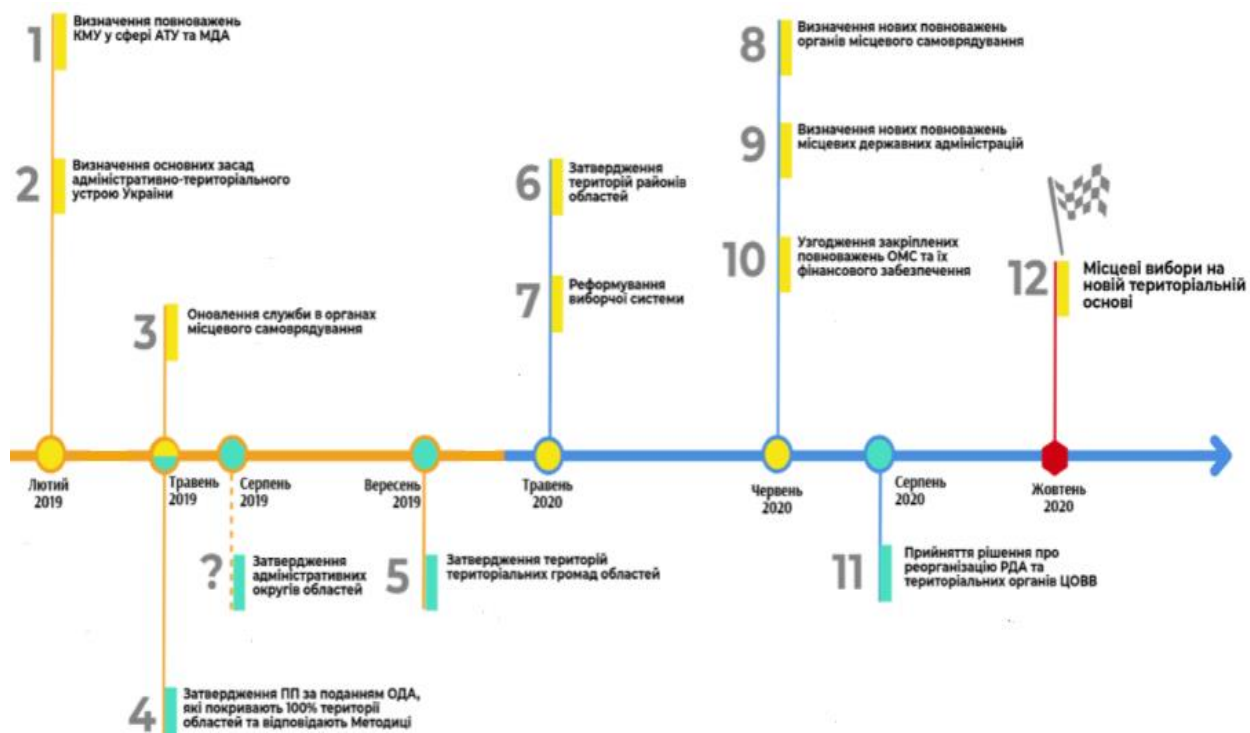 1
Визначення повноважень
КМУ у сфері АТУ та МДА
2
Визначення основних засад
адміністративно-територіального
устрою України
3
Оновлення служби в органах
місцевого самоврядування
6
Затвердження
територій районів
областей
7
Реформування
виборчої системи
8
Визначення нових повноважень
органів місцевого самоврядування
9
Визначення нових повноважень
місцевих державних адміністрацій
10
Узгодження закріплених
повноважень ОМС та їх
фінансового забезпечення
12
Місцеві вибори на
новій територіальній
основі
Лютий
2019
Травень
2019
Серпень
2019
Вересень
2019
Травень
2020
Червень
2020
Серпень
2020
Жовтень
2020
?
Затвердження
адміністративних
округів областей
5
Затвердження територій
територіальних громад областей
11
Прийняття рішення про
реорганізацію РДА та
територіальних органів ЦОВВ
4
Затвердження ПП за поданням ОДА,
які покривають 100% території
областей та відповідають Методиці